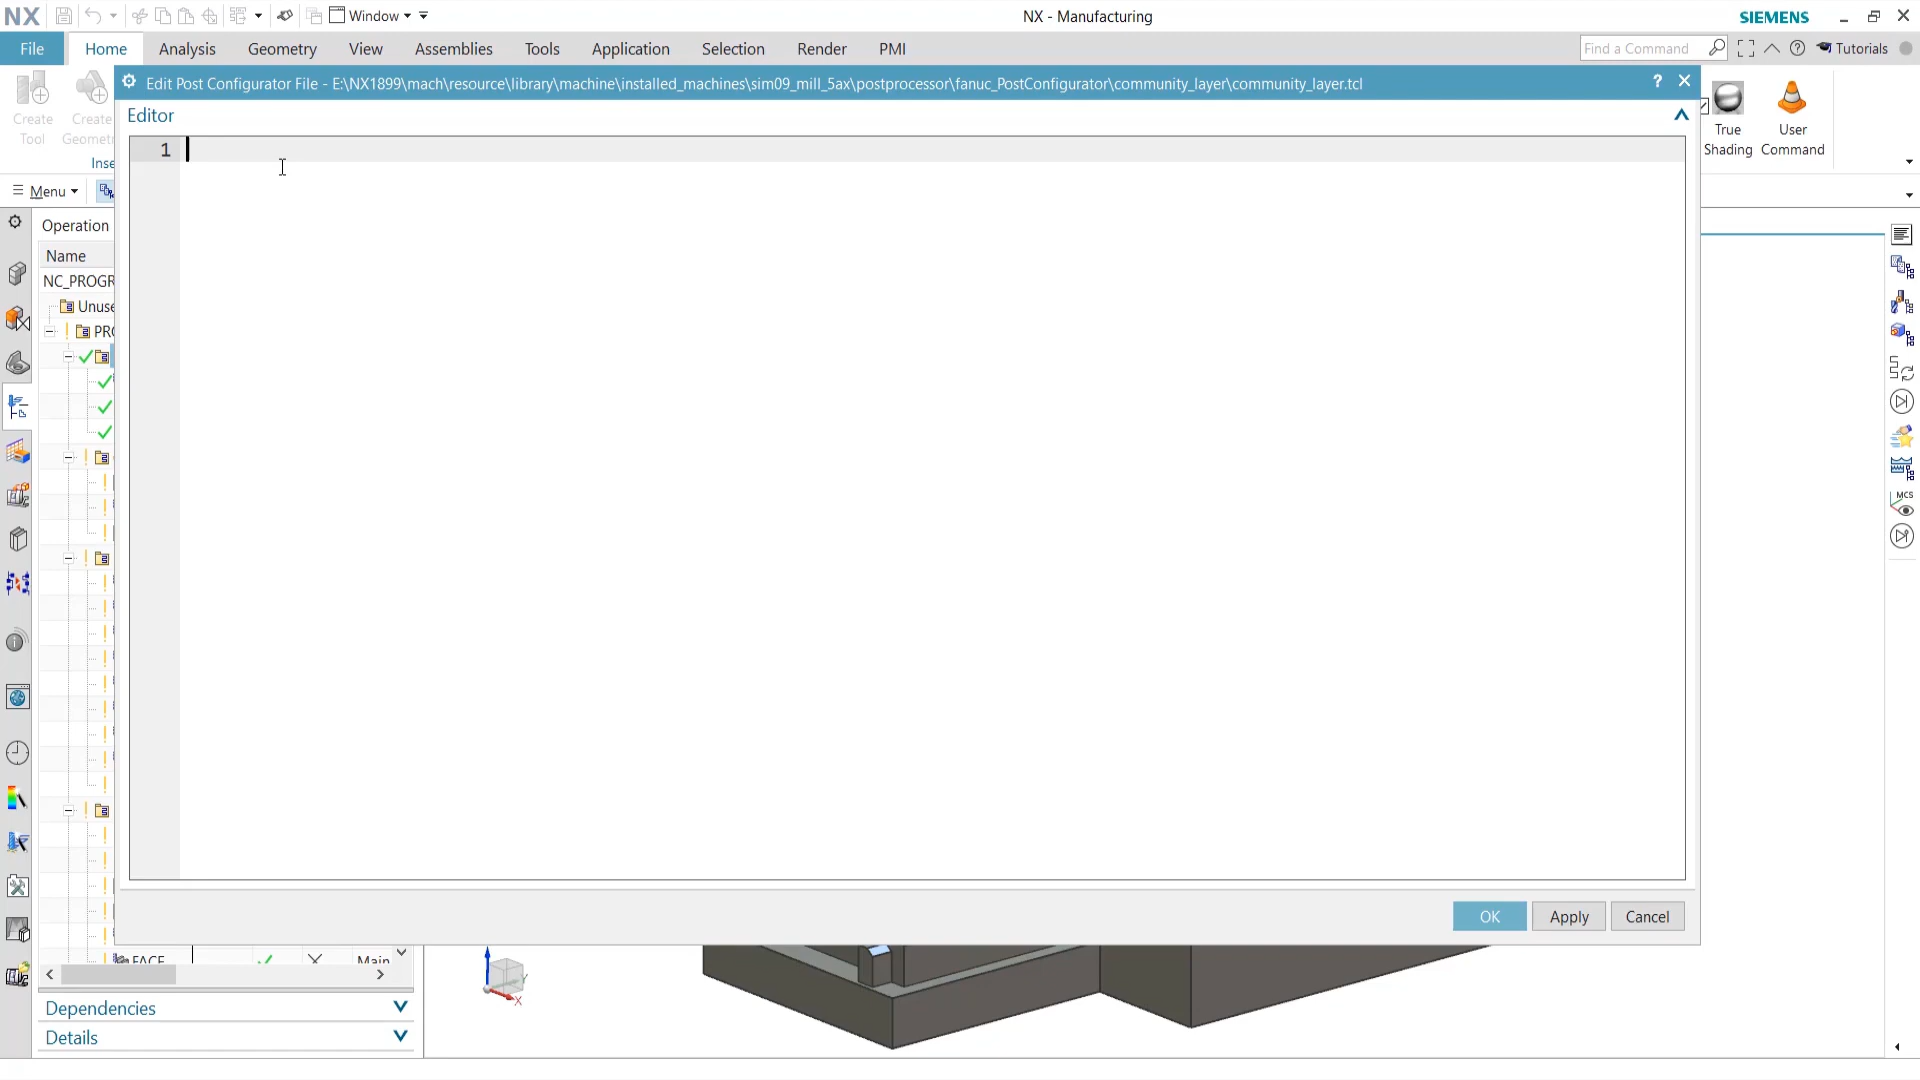 NX
Window
NX - Manufacturing
SIEMENS
File
Home
Analysis
Geometry
View
Assemblies
Tools
Application
Selection
Render
PMI
Find a Command
Tutorials
Create
Tool
Create
Geomet
Inse
Edit Post Configurator File - E:\NX1899\mach\resource\library\machine\installed_machines\sim09_mill_5ax\postprocessor\fanuc_PostConfigurator\community_layer\community_layer.tcl
?
Editor
True
Shading
User
Command
1
Menu
Operation
Name
NC_PROGR
Unuse
PRO
FACE
Main
OK
Apply
Cancel
Dependencies
Details
X
MCS